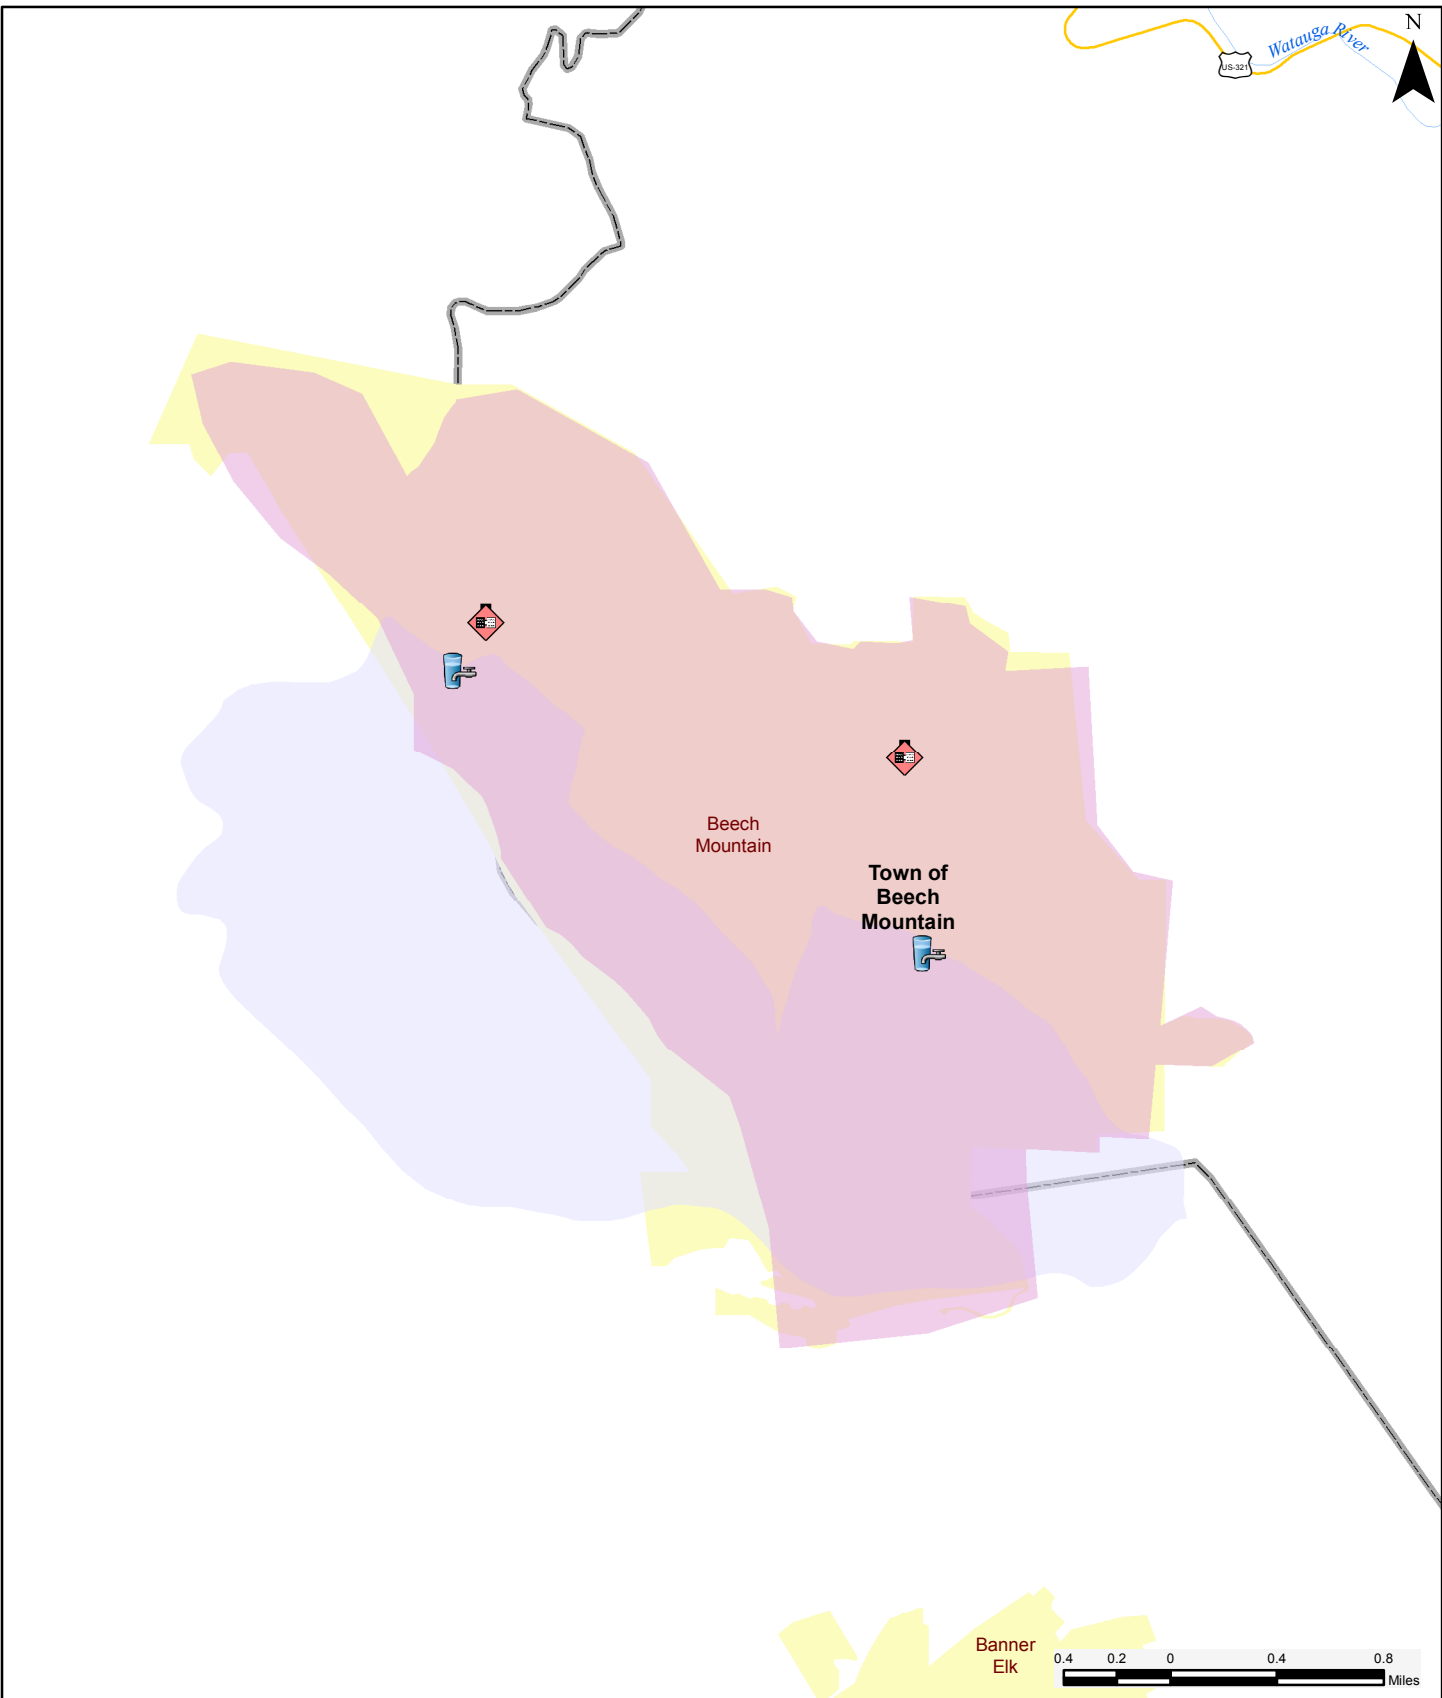 N
Watauga River
US-321
Beech
Mountain
Town of
Beech
Mountain
Banner
Elk
0.4 0.2 0 0.4 0.8
Miles